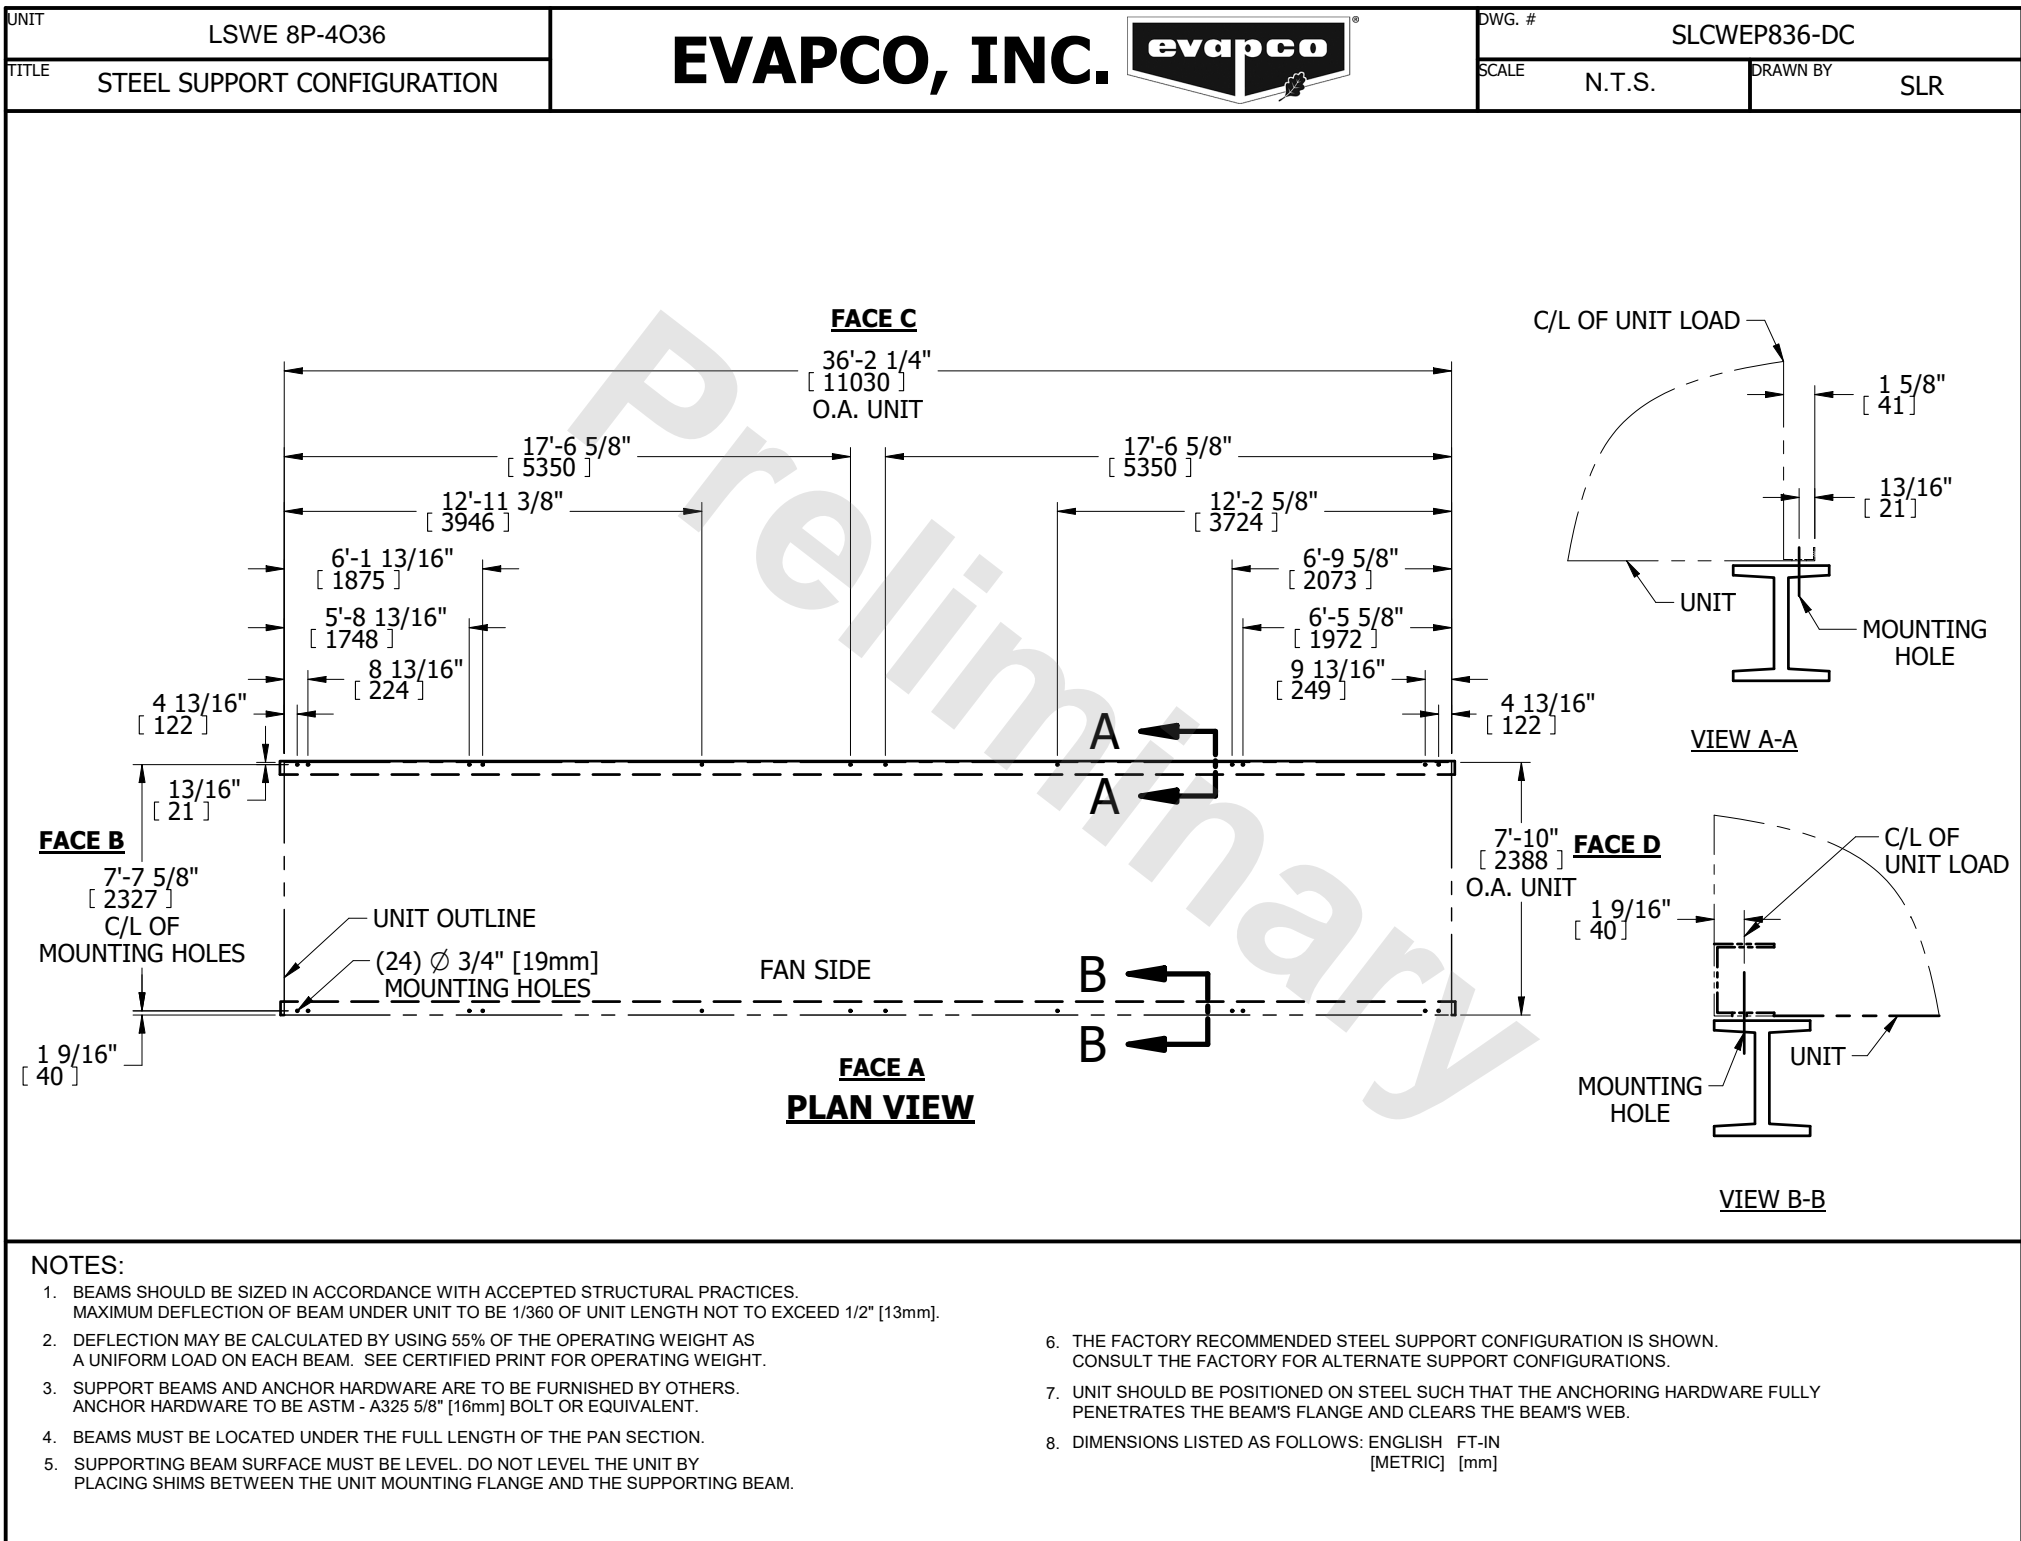 UNIT
LSWE 8P-4O36
TITLE
STEEL SUPPORT CONFIGURATION
EVAPCO, INC.
evapco
®
DWG. #
SLCWEP836-DC
SCALE
N.T.S.
DRAWN BY
SLR
Preliminary
FACE C
36'-2 1/4"
[ 11030 ]
O.A. UNIT
17'-6 5/8"
[ 5350 ]
17'-6 5/8"
[ 5350 ]
12'-11 3/8"
[ 3946 ]
12'-2 5/8"
[ 3724 ]
6'-1 13/16"
[ 1875 ]
6'-9 5/8"
[ 2073 ]
5'-8 13/16"
[ 1748 ]
6'-5 5/8"
[ 1972 ]
8 13/16"
[ 224 ]
9 13/16"
[ 249 ]
4 13/16"
[ 122 ]
4 13/16"
[ 122 ]
A
A
13/16"
[ 21 ]
FACE B
7'-7 5/8"
[ 2327 ]
C/L OF
MOUNTING HOLES
7'-10"
[ 2388 ]
O.A. UNIT
FACE D
UNIT OUTLINE
(24) Ø 3/4" [19mm]
MOUNTING HOLES
FAN SIDE
B
B
1 9/16"
[ 40 ]
FACE A
PLAN VIEW
C/L OF UNIT LOAD
1 5/8"
[ 41 ]
13/16"
[ 21 ]
UNIT
MOUNTING
HOLE
VIEW A-A
C/L OF
UNIT LOAD
1 9/16"
[ 40 ]
UNIT
MOUNTING
HOLE
VIEW B-B
NOTES:
1. BEAMS SHOULD BE SIZED IN ACCORDANCE WITH ACCEPTED STRUCTURAL PRACTICES.
MAXIMUM DEFLECTION OF BEAM UNDER UNIT TO BE 1/360 OF UNIT LENGTH NOT TO EXCEED 1/2" [13mm].
2. DEFLECTION MAY BE CALCULATED BY USING 55% OF THE OPERATING WEIGHT AS
A UNIFORM LOAD ON EACH BEAM. SEE CERTIFIED PRINT FOR OPERATING WEIGHT.
3. SUPPORT BEAMS AND ANCHOR HARDWARE ARE TO BE FURNISHED BY OTHERS.
ANCHOR HARDWARE TO BE ASTM - A325 5/8" [16mm] BOLT OR EQUIVALENT.
4. BEAMS MUST BE LOCATED UNDER THE FULL LENGTH OF THE PAN SECTION.
5. SUPPORTING BEAM SURFACE MUST BE LEVEL. DO NOT LEVEL THE UNIT BY
PLACING SHIMS BETWEEN THE UNIT MOUNTING FLANGE AND THE SUPPORTING BEAM.
6. THE FACTORY RECOMMENDED STEEL SUPPORT CONFIGURATION IS SHOWN.
CONSULT THE FACTORY FOR ALTERNATE SUPPORT CONFIGURATIONS.
7. UNIT SHOULD BE POSITIONED ON STEEL SUCH THAT THE ANCHORING HARDWARE FULLY
PENETRATES THE BEAM'S FLANGE AND CLEARS THE BEAM'S WEB.
8. DIMENSIONS LISTED AS FOLLOWS: ENGLISH FT-IN
[METRIC] [mm]